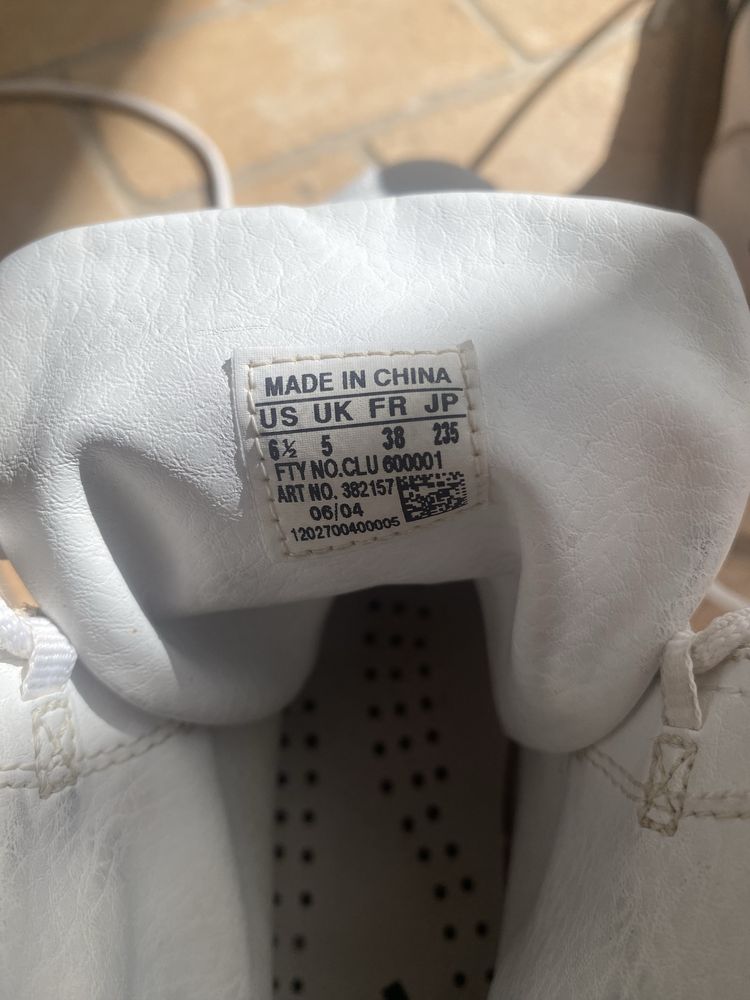 MADE IN CHINA
US UK FR JP
6½ 5 38 235
FTY NO.CLU 600001
ART NO. 382157
06/04
1202700400005